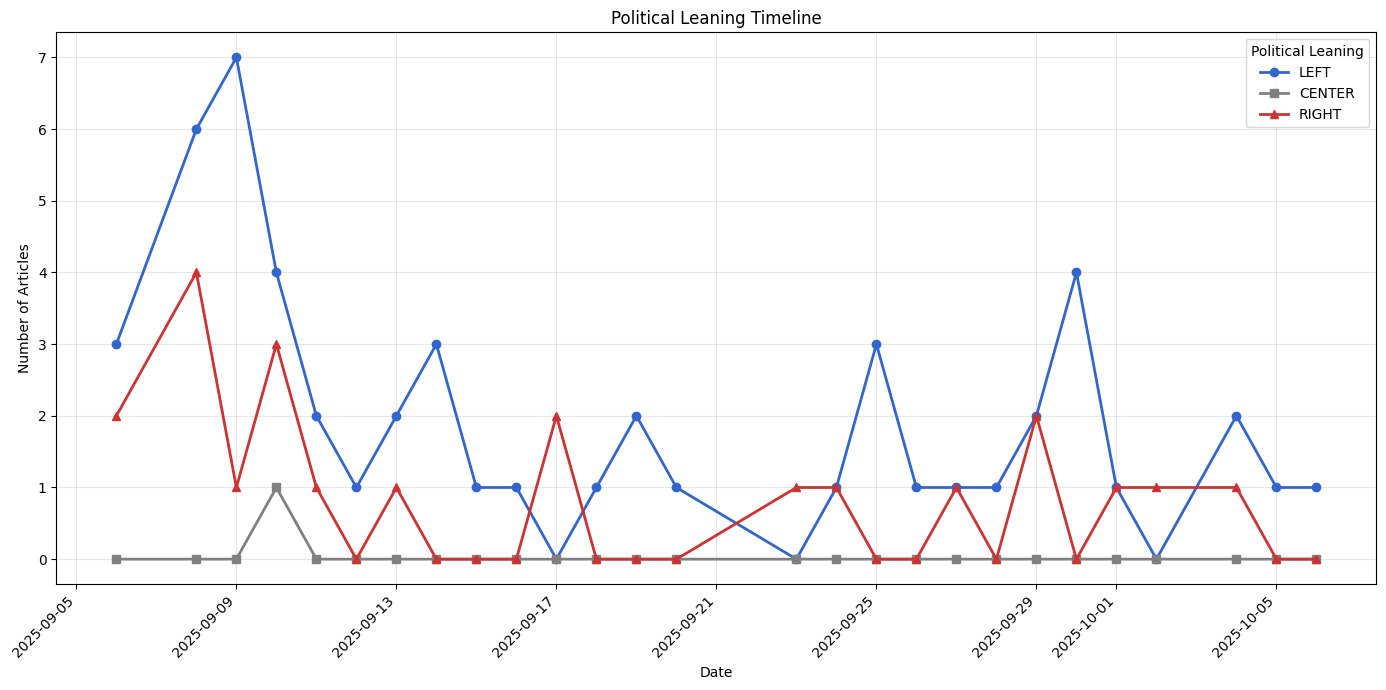 Political Leaning Timeline
Political Leaning
LEFT
CENTER
RIGHT
Number of Articles
7
6
5
4
3
2
1
0
2025-09-05
2025-09-09
2025-09-13
2025-09-17
2025-09-21
2025-09-25
2025-09-29
2025-10-01
2025-10-05
Date